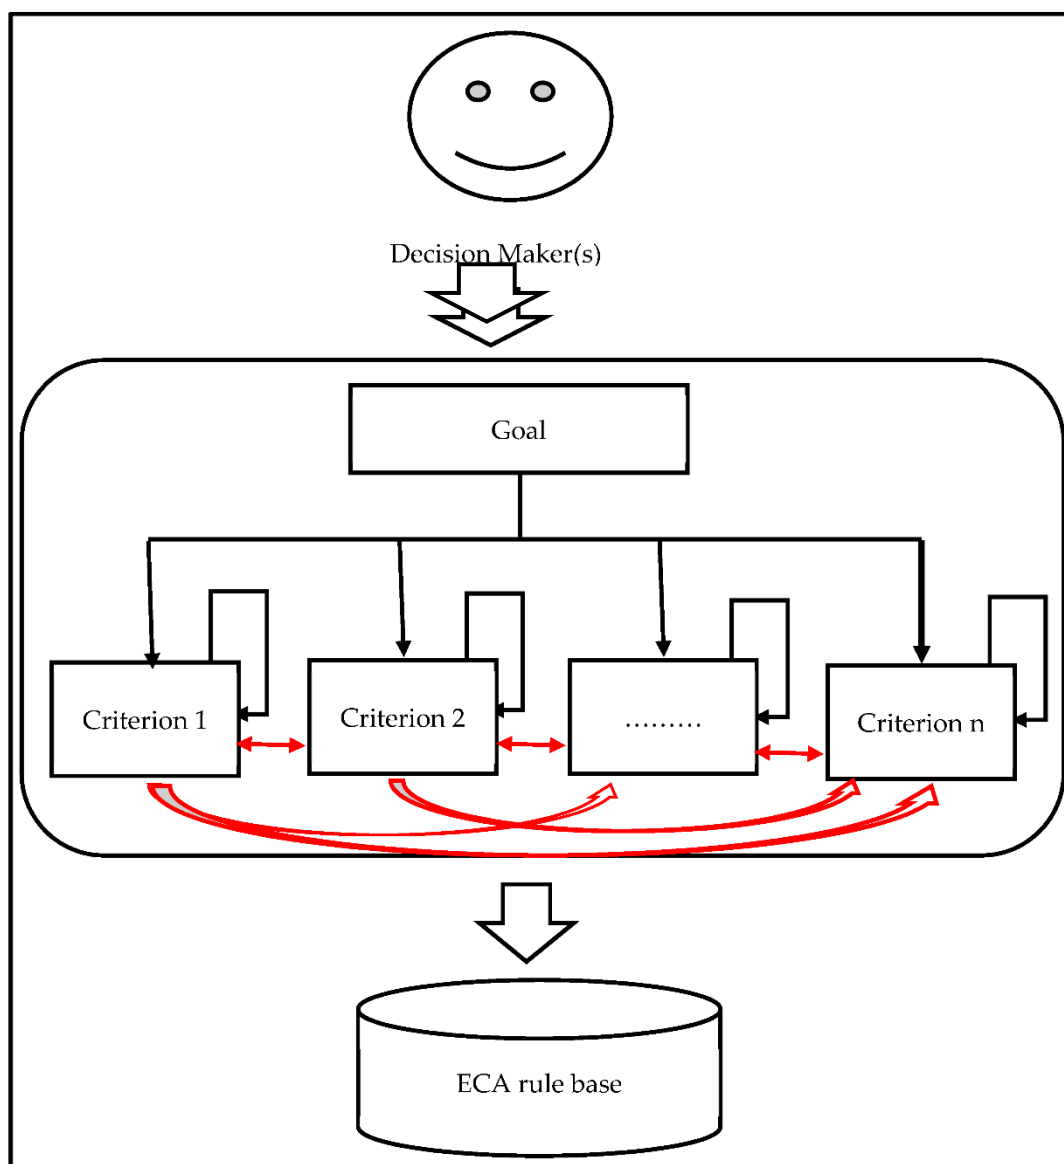 Decision Maker(s)
Goal
Criterion 1
Criterion 2
………
Criterion n
ECA rule base